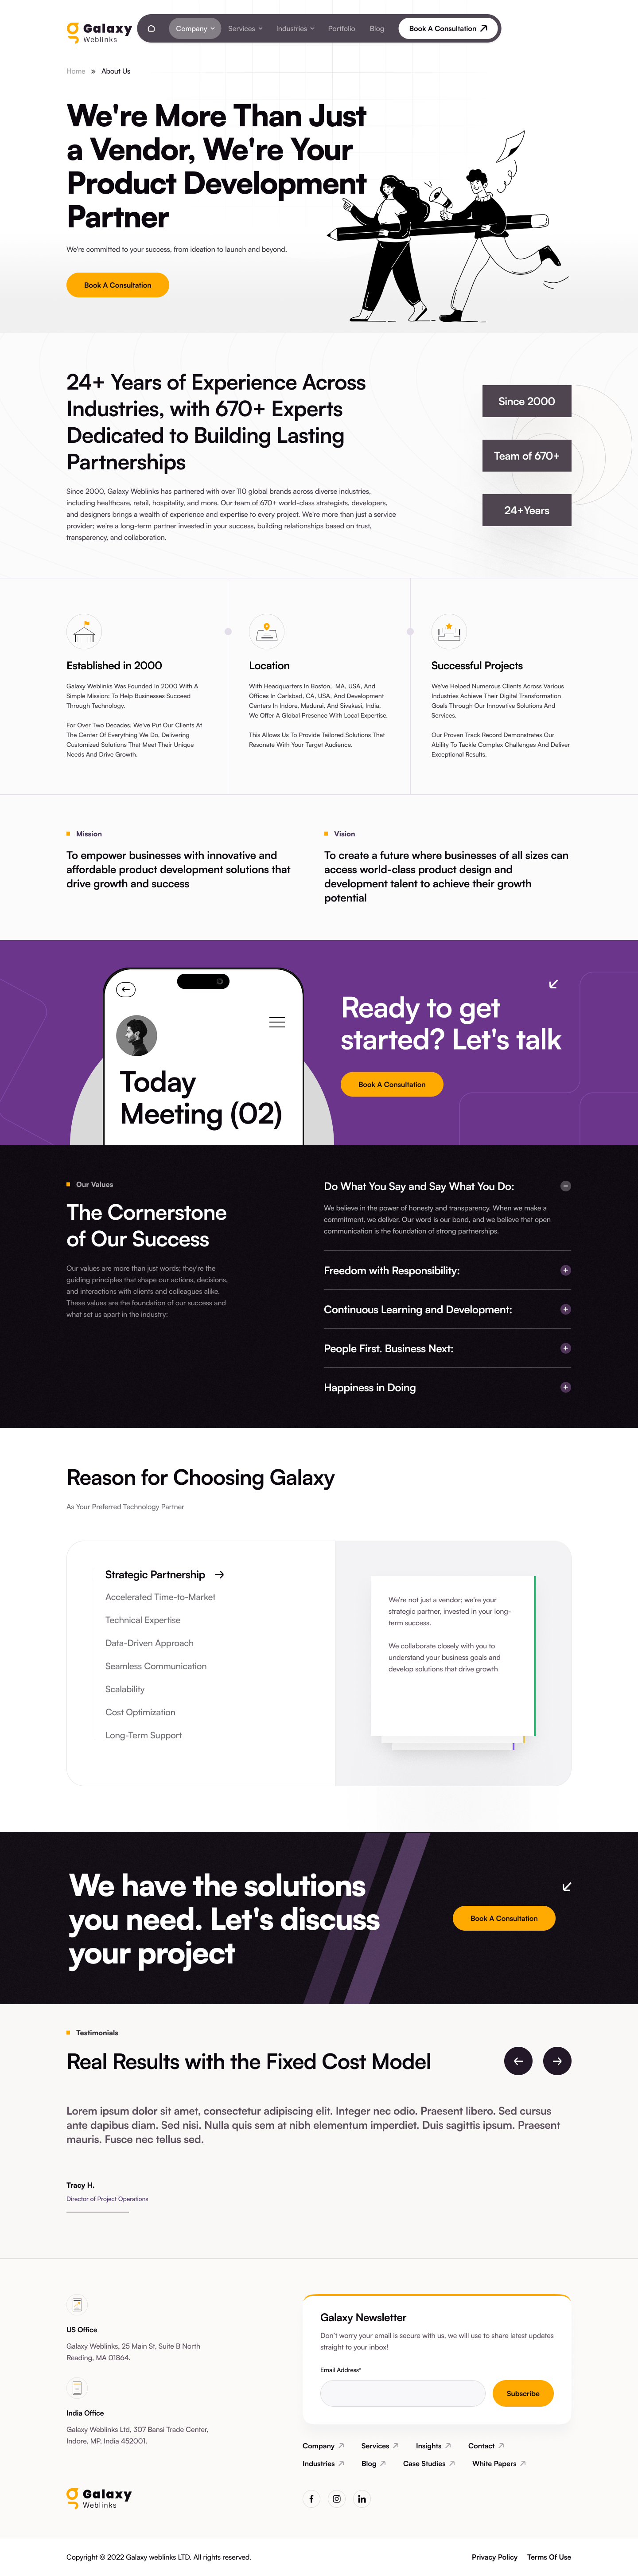 Galaxy
Weblinks
Company
Services
Industries
Portfolio
Blog
Book A Consultation
Home » About Us
We're More Than Just
a Vendor, We're Your
Product Development
Partner
We're committed to your success, from ideation to launch and beyond.
Book A Consultation
24+ Years of Experience Across
Industries, with 670+ Experts
Dedicated to Building Lasting
Partnerships
Since 2000, Galaxy Weblinks has partnered with over 110 global brands across diverse industries,
including healthcare, retail, hospitality, and more. Our team of 670+ world-class strategists, developers,
and designers brings a wealth of experience and expertise to every project. We're more than just a service
provider; we're a long-term partner invested in your success, building relationships based on trust,
transparency, and collaboration.
Since 2000
Team of 670+
24+Years
Established in 2000
Galaxy Weblinks Was Founded In 2000 With A
Simple Mission: To Help Businesses Succeed
Through Technology.
For Over Two Decades, We've Put Our Clients At
The Center Of Everything We Do, Delivering
Customized Solutions That Meet Their Unique
Needs And Drive Growth.
Location
With Headquarters In Boston, MA, USA, And
Offices In Carlsbad, CA, USA, And Development
Centers In Indore, Madurai, And Sivakasi, India,
We Offer A Global Presence With Local Expertise.
This Allows Us To Provide Tailored Solutions That
Resonate With Your Target Audience.
Successful Projects
We've Helped Numerous Clients Across Various
Industries Achieve Their Digital Transformation
Goals Through Our Innovative Solutions And
Services.
Our Proven Track Record Demonstrates Our
Ability To Tackle Complex Challenges And Deliver
Exceptional Results.
Mission
To empower businesses with innovative and
affordable product development solutions that
drive growth and success
Vision
To create a future where businesses of all sizes can
access world-class product design and
development talent to achieve their growth
potential
Today
Meeting (02)
Ready to get
started? Let's talk
Book A Consultation
Our Values
The Cornerstone
of Our Success
Our values are more than just words; they're the
guiding principles that shape our actions, decisions,
and interactions with clients and colleagues alike.
These values are the foundation of our success and
what set us apart in the industry:
Do What You Say and Say What You Do:
We believe in the power of honesty and transparency. When we make a
commitment, we deliver. Our word is our bond, and we believe that open
communication is the foundation of strong partnerships.
Freedom with Responsibility:
Continuous Learning and Development:
People First. Business Next:
Happiness in Doing
Reason for Choosing Galaxy
As Your Preferred Technology Partner
Strategic Partnership
Accelerated Time-to-Market
Technical Expertise
Data-Driven Approach
Seamless Communication
Scalability
Cost Optimization
Long-Term Support
We're not just a vendor; we're your
strategic partner, invested in your long-
term success.
We collaborate closely with you to
understand your business goals and
develop solutions that drive growth
We have the solutions
you need. Let's discuss
your project
Book A Consultation
Testimonials
Real Results with the Fixed Cost Model
Lorem ipsum dolor sit amet, consectetur adipiscing elit. Integer nec odio. Praesent libero. Sed cursus
ante dapibus diam. Sed nisi. Nulla quis sem at nibh elementum imperdiet. Duis sagittis ipsum. Praesent
mauris. Fusce nec tellus sed.
Tracy H.
Director of Project Operations
US Office
Galaxy Weblinks, 25 Main St, Suite B North
Reading, MA 01864.
India Office
Galaxy Weblinks Ltd, 307 Bansi Trade Center,
Indore, MP, India 452001.
Galaxy
Weblinks
Galaxy Newsletter
Don't worry your email is secure with us, we will use to share latest updates
straight to your inbox!
Email Address*
Subscribe
Company
Services
Insights
Contact
Industries
Blog
Case Studies
White Papers
Copyright © 2022 Galaxy weblinks LTD. All rights reserved.
Privacy Policy
Terms Of Use